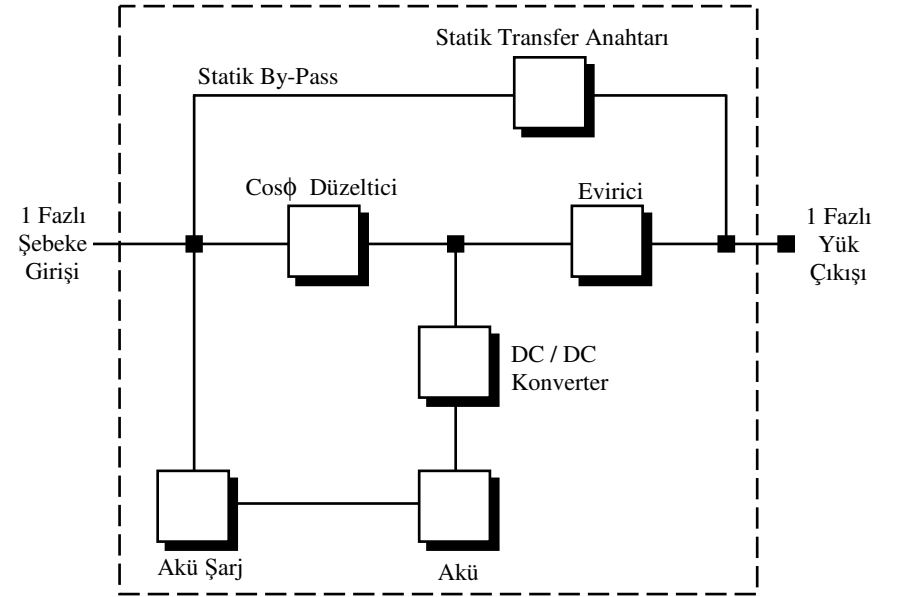 Statik Transfer Anahtarı
Statik By-Pass
Cosϕ Düzeltici
Evirici
1 Fazlı
Şebeke
Girişi
1 Fazlı
Yük
Çıkışı
DC / DC
Konverter
Akü Şarj
Akü